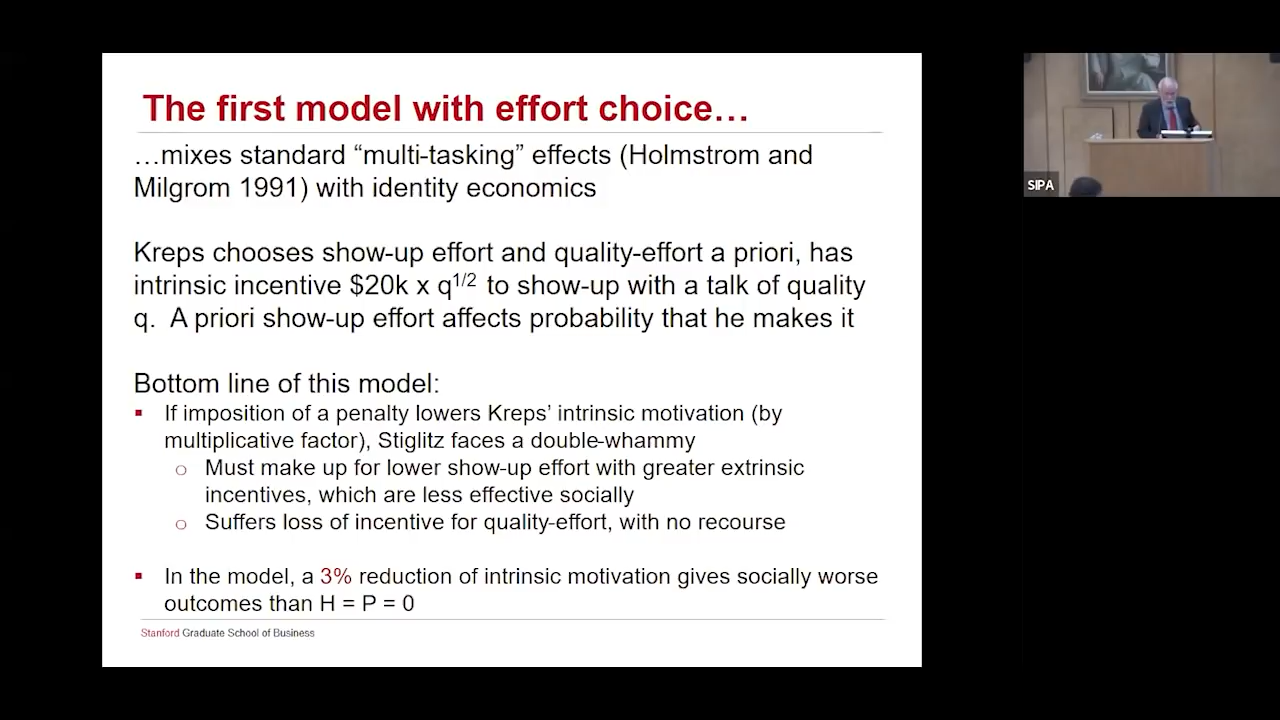 The first model with effort choice…
…mixes standard “multi-tasking” effects (Holmstrom and
Milgrom 1991) with identity economics
Kreps chooses show-up effort and quality-effort a priori, has
intrinsic incentive $20k x q1/2 to show-up with a talk of quality
q. A priori show-up effort affects probability that he makes it
Bottom line of this model:
▪ If imposition of a penalty lowers Kreps’ intrinsic motivation (by
multiplicative factor), Stiglitz faces a double-whammy
o Must make up for lower show-up effort with greater extrinsic
incentives, which are less effective socially
o Suffers loss of incentive for quality-effort, with no recourse
▪ In the model, a 3% reduction of intrinsic motivation gives socially worse
outcomes than H = P = 0
Stanford Graduate School of Business
SIPA